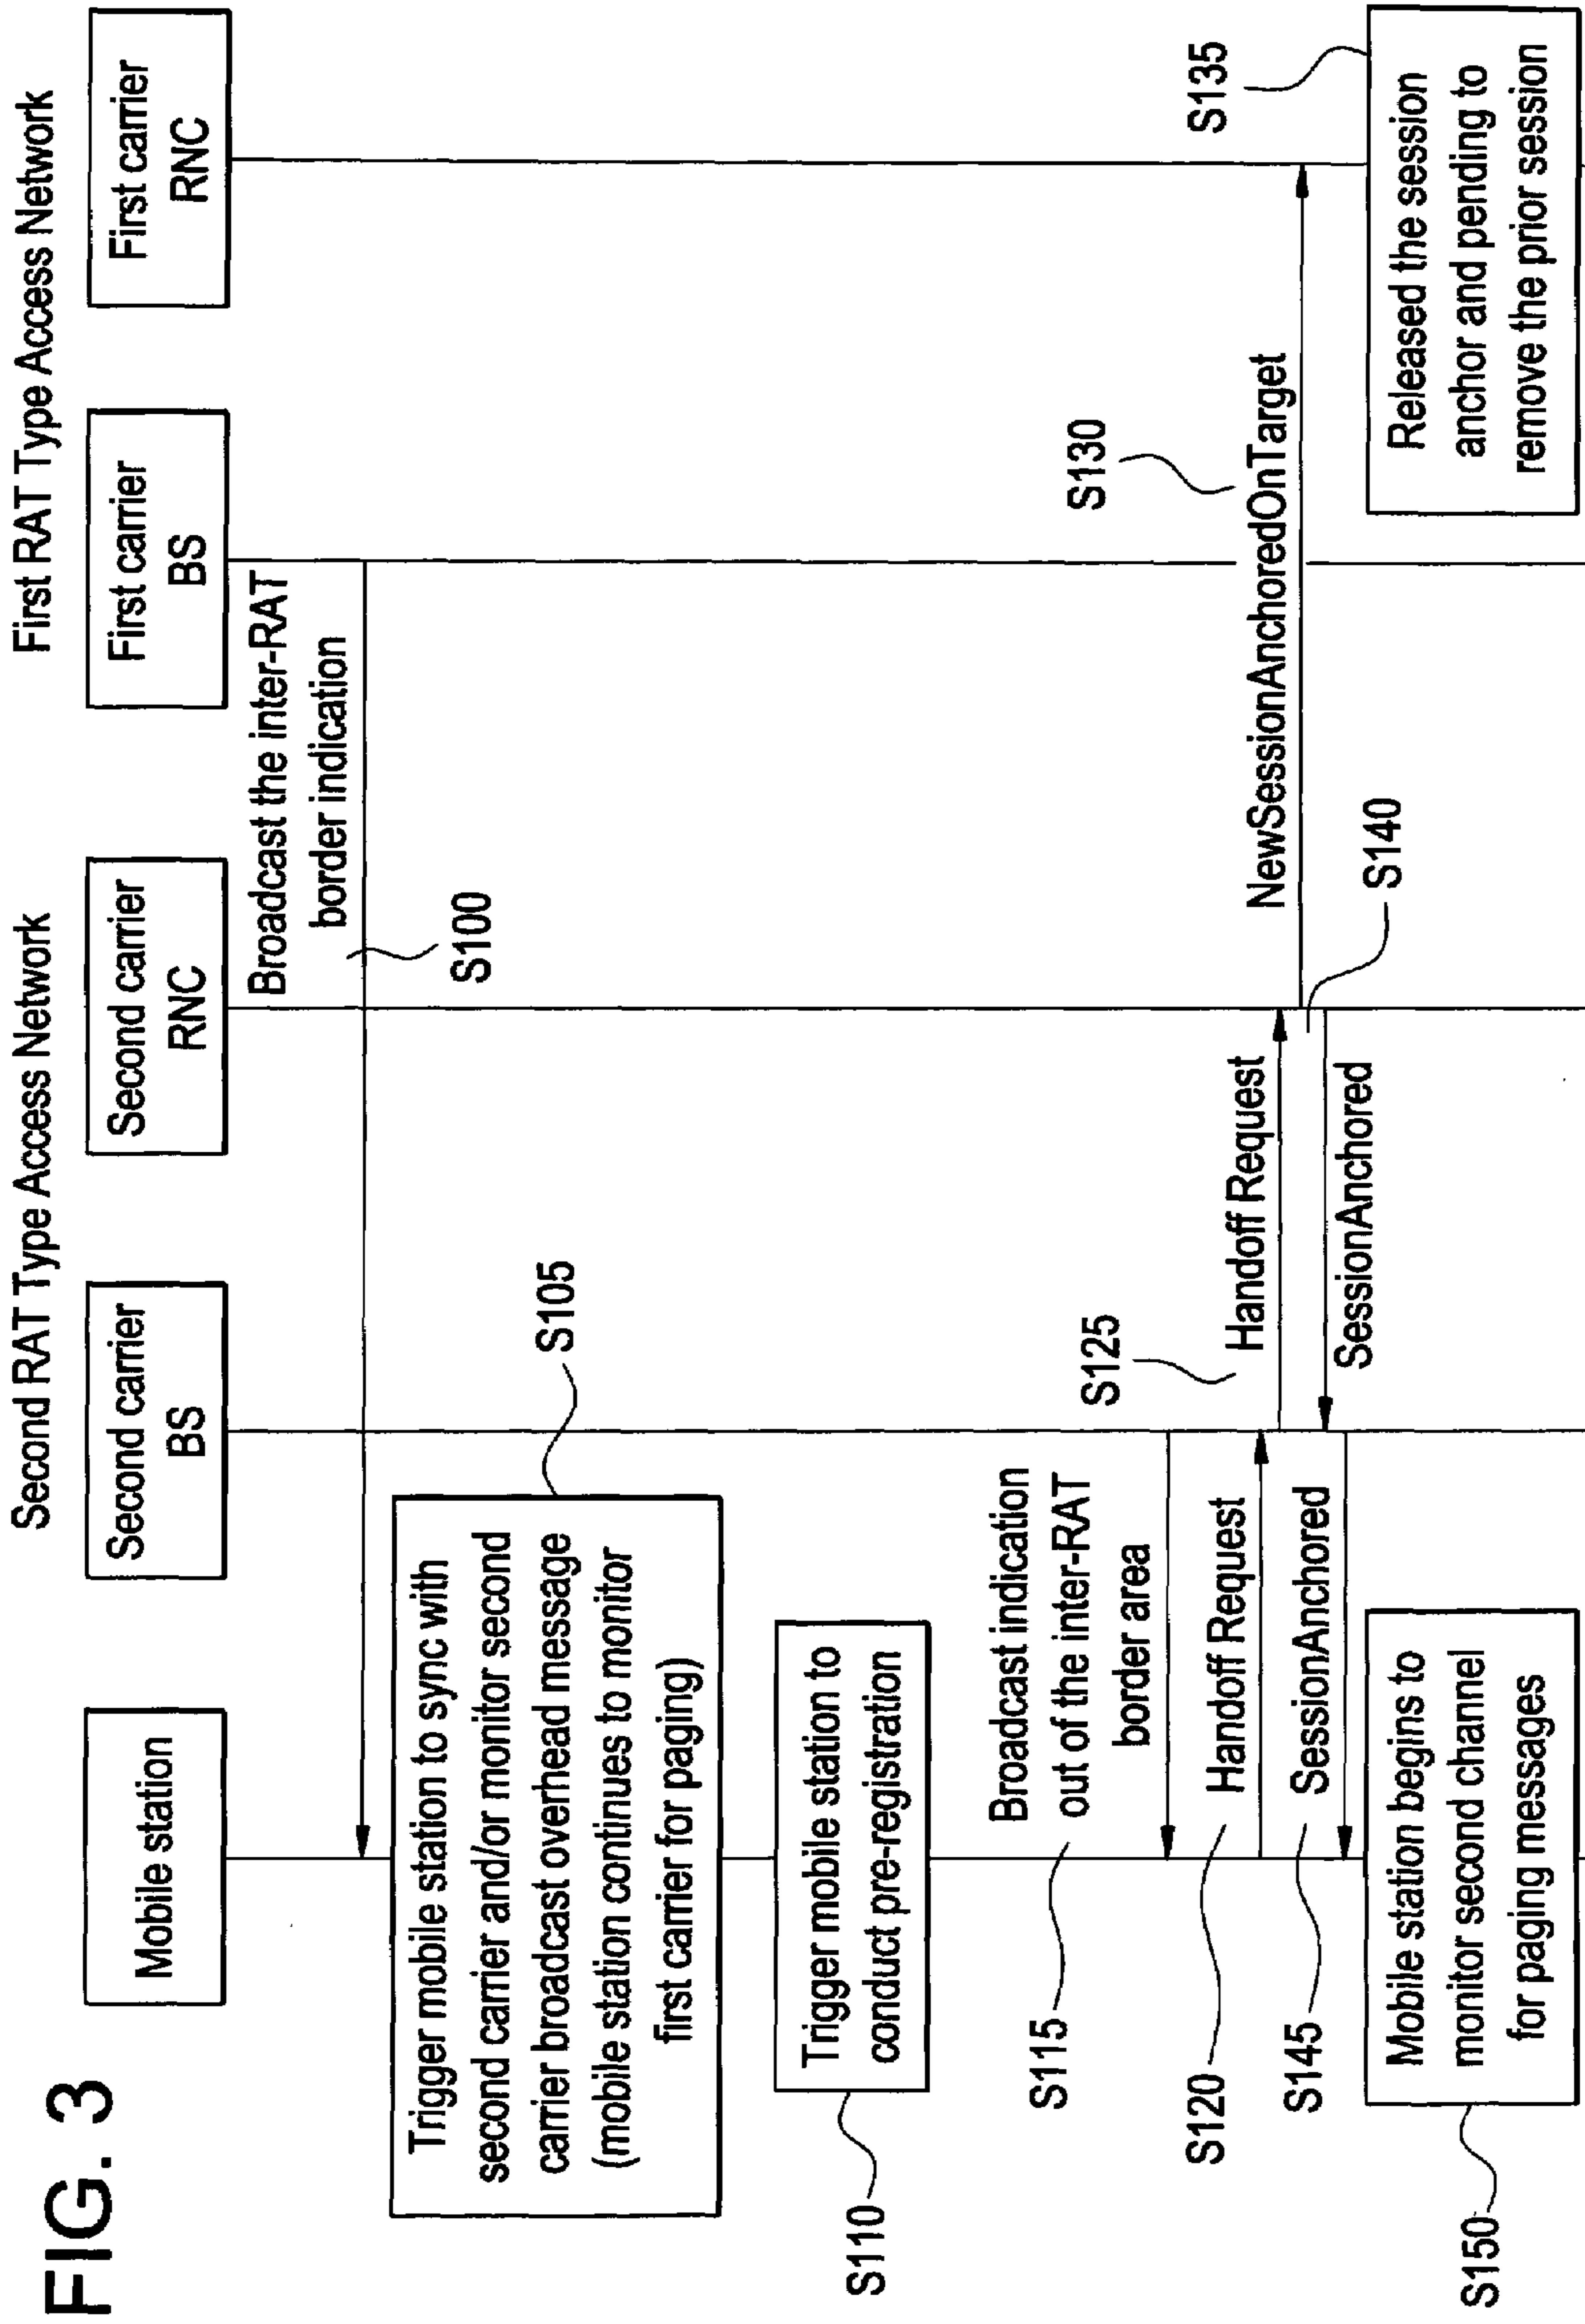 FIG. 3
Second RAT Type Access Network
First RAT Type Access Network
Mobile station
Second carrier
BS
Second carrier
RNC
First carrier
BS
First carrier
RNC
Broadcast the inter-RAT
border indication
S100
Trigger mobile station to sync with
second carrier and/or monitor second
carrier broadcast overhead message
(mobile station continues to monitor
first carrier for paging)
S105
Trigger mobile station to
conduct pre-registration
S110
Broadcast indication
out of the inter-RAT
border area
S115
Handoff Request
S120
S125
Handoff Request
S130
NewSessionAnchoredOnTarget
S135
Released the session
anchor and pending to
remove the prior session
S140
SessionAnchored
SessionAnchored
S145
Mobile station begins to
monitor second channel
for paging messages
S150